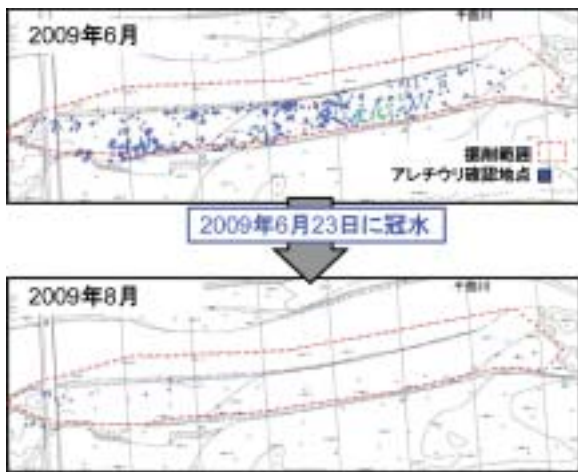 2009年6月
千曲川
掘削範囲
アレチウリ確認地点
2009年6月23日に冠水
2009年8月
千曲川